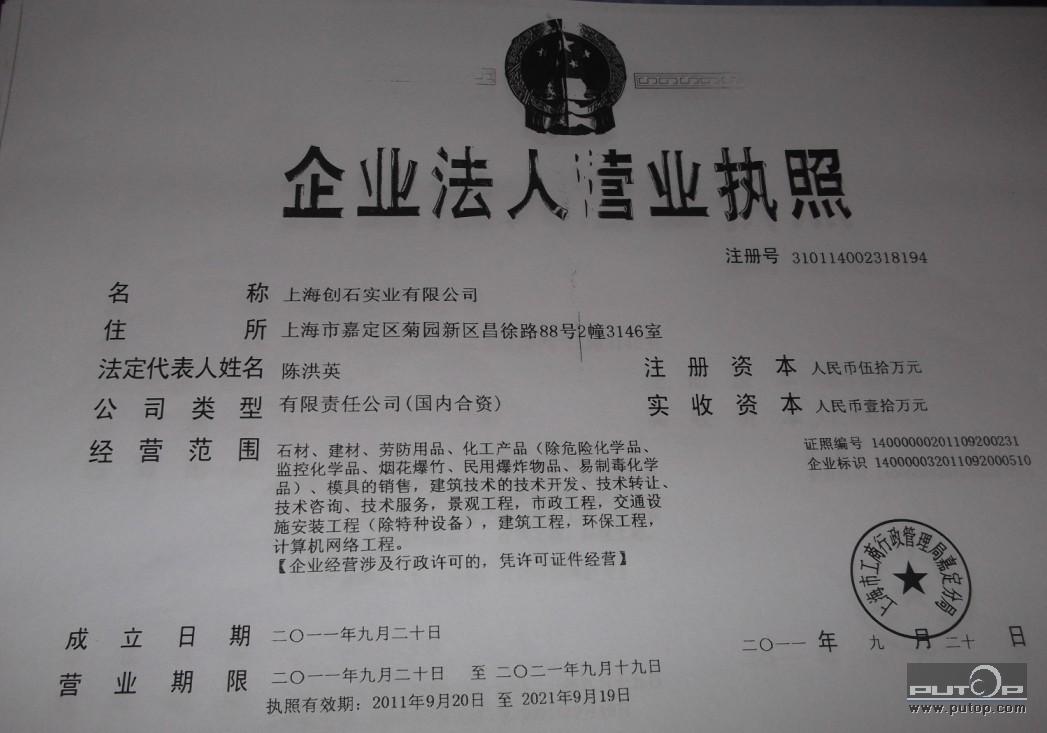 企业法人营业执照
注册号 310114002318194
名称 上海创石实业有限公司
住所 上海市嘉定区菊园新区昌徐路88号2幢3146室
法定代表人姓名 陈洪英
注册资本 人民币伍拾万元
公司类型 有限责任公司(国内合资)
实收资本 人民币壹拾万元
证照编号 14000000201109200231
企业标识 140000032011092000510
经营范围 石材、建材、劳防用品、化工产品（除危险化学品、
监控化学品、烟花爆竹、民用爆炸物品、易制毒化学
品）、模具的销售，建筑技术的技术开发、技术转让、
技术咨询、技术服务，景观工程，市政工程，交通设
施安装工程（除特种设备），建筑工程，环保工程，
计算机网络工程。
【企业经营涉及行政许可的，凭许可证件经营】
上海市工商行政管理局嘉定分局
成立日期 二〇一一年九月二十日
二〇一一 年 九 月 二十 日
营业期限 二〇一一年九月二十日 至 二〇二一年九月十九日
执照有效期：2011年9月20日 至 2021年9月19日
PUTOP
www.putop.com